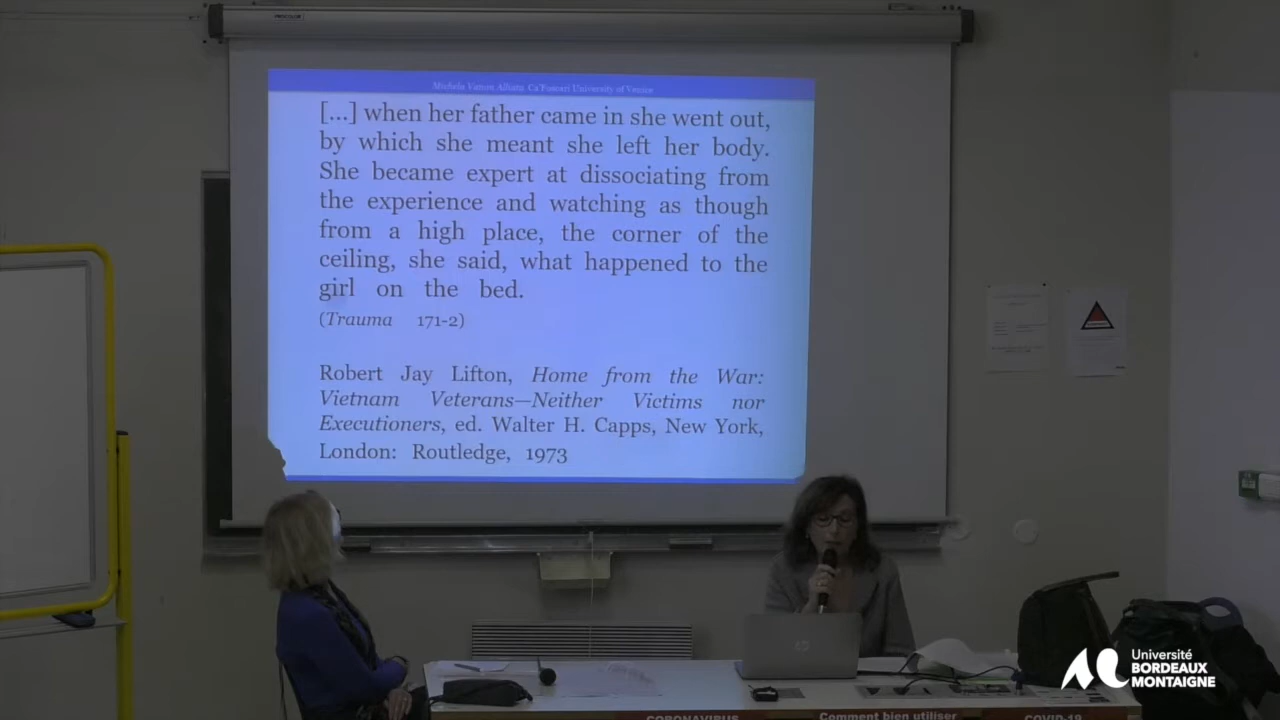 PROCOLOR
Michela Vanon Alliata Ca'Foscari University of Venice
[...] when her father came in she went out,
by which she meant she left her body.
She became expert at dissociating from
the experience and watching as though
from a high place, the corner of the
ceiling, she said, what happened to the
girl on the bed.
(Trauma 171-2)
Robert Jay Lifton, Home from the War:
Vietnam Veterans—Neither Victims nor
Executioners, ed. Walter H. Capps, New York,
London: Routledge, 1973
hp
Université
BORDEAUX
MONTAIGNE
CORONAVIRUS
Comment bien utiliser
COVID-19